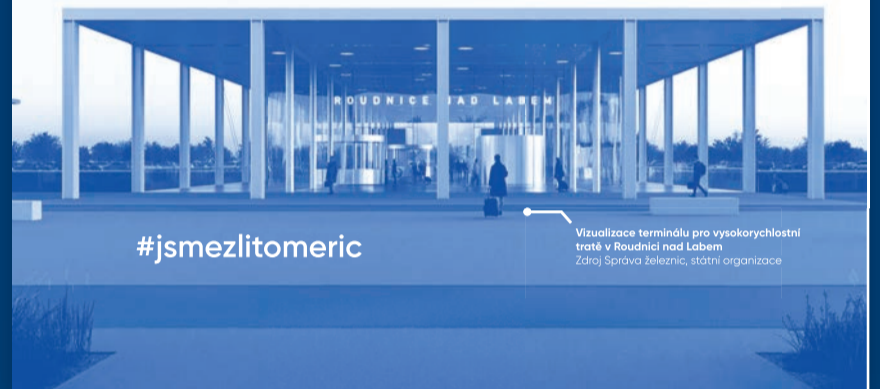 ROUDNICE NAD LABEM
#jsmezlitomeric
Vizualizace terminálu pro vysokorychlostní
tratě v Roudnici nad Labem
Zdroj Správa železnic, státní organizace